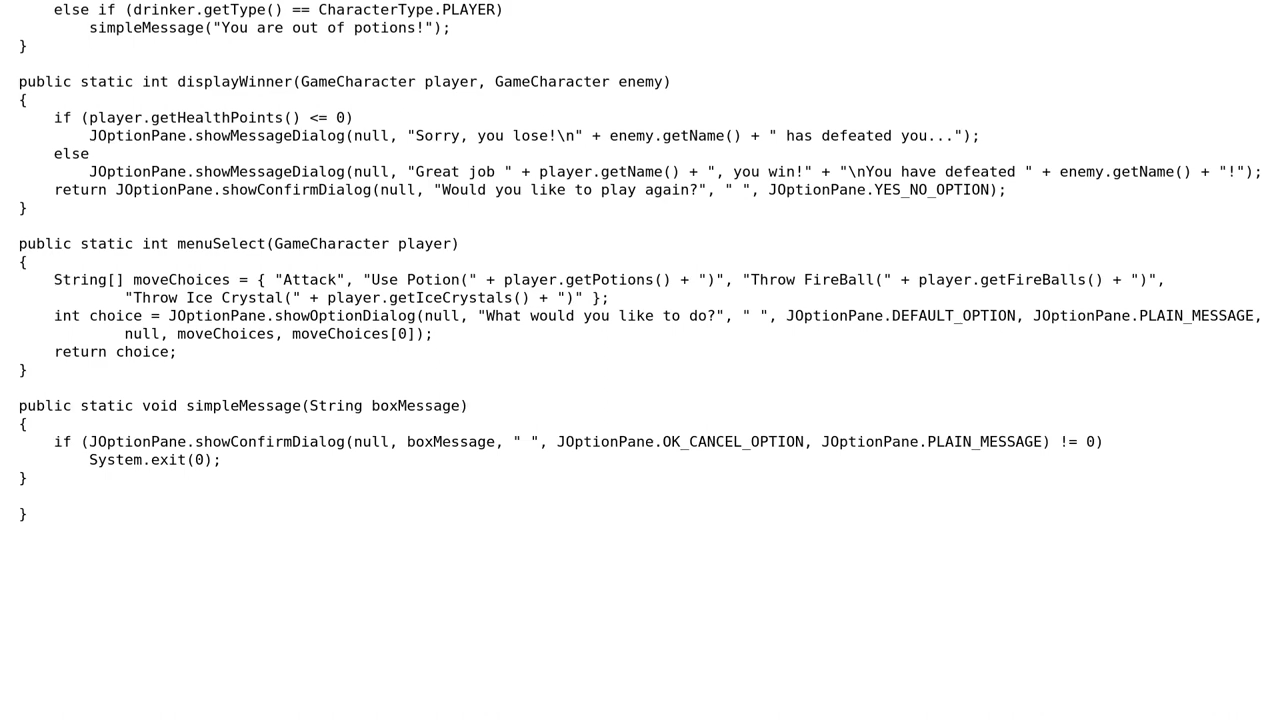 else if (drinker.getType() == CharacterType.PLAYER)
        simpleMessage("You are out of potions!");
}

public static int displayWinner(GameCharacter player, GameCharacter enemy)
{
    if (player.getHealthPoints() <= 0)
        JOptionPane.showMessageDialog(null, "Sorry, you lose!\n" + enemy.getName() + " has defeated you...");
    else
        JOptionPane.showMessageDialog(null, "Great job " + player.getName() + ", you win!" + "\nYou have defeated " + enemy.getName() + "!");
    return JOptionPane.showConfirmDialog(null, "Would you like to play again?", " ", JOptionPane.YES_NO_OPTION);
}

public static int menuSelect(GameCharacter player)
{
    String[] moveChoices = { "Attack", "Use Potion(" + player.getPotions() + ")", "Throw FireBall(" + player.getFireBalls() + ")",
            "Throw Ice Crystal(" + player.getIceCrystals() + ")" };
    int choice = JOptionPane.showOptionDialog(null, "What would you like to do?", " ", JOptionPane.DEFAULT_OPTION, JOptionPane.PLAIN_MESSAGE,
            null, moveChoices, moveChoices[0]);
    return choice;
}

public static void simpleMessage(String boxMessage)
{
    if (JOptionPane.showConfirmDialog(null, boxMessage, " ", JOptionPane.OK_CANCEL_OPTION, JOptionPane.PLAIN_MESSAGE) != 0)
        System.exit(0);
}

}